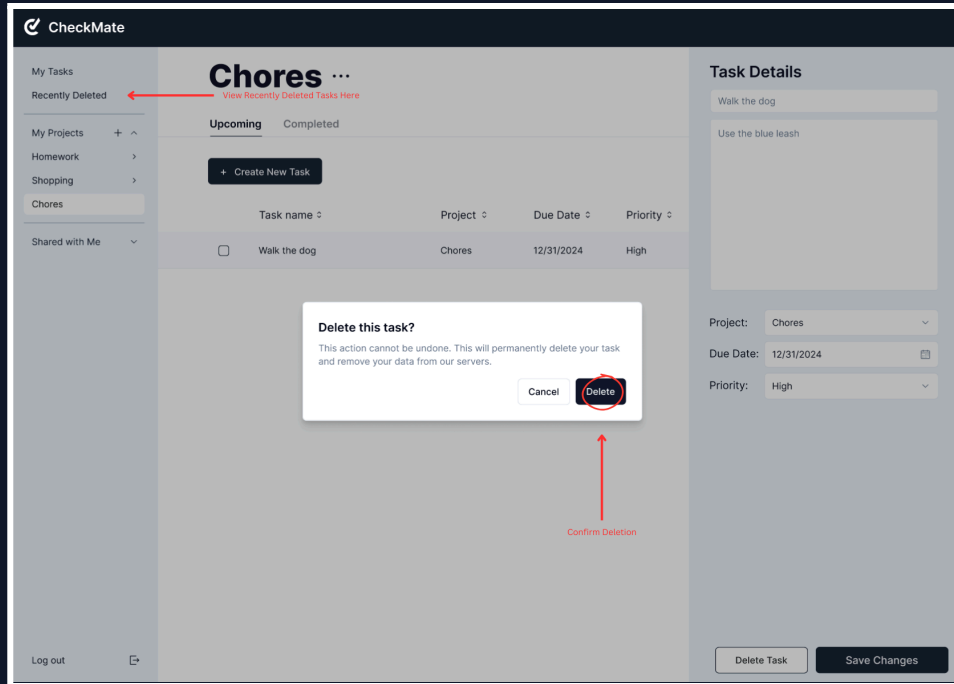 CheckMate
My Tasks
Recently Deleted
My Projects +
Homework
Shopping
Chores
Shared with Me
Log out
Chores ...
View Recently Deleted Tasks Here
Upcoming Completed
+ Create New Task
Task name Project Due Date Priority
Walk the dog Chores 12/31/2024 High
Delete this task?
This action cannot be undone. This will permanently delete your task
and remove your data from our servers.
Cancel Delete
Confirm Deletion
Task Details
Walk the dog
Use the blue leash
Project: Chores
Due Date: 12/31/2024
Priority: High
Delete Task Save Changes